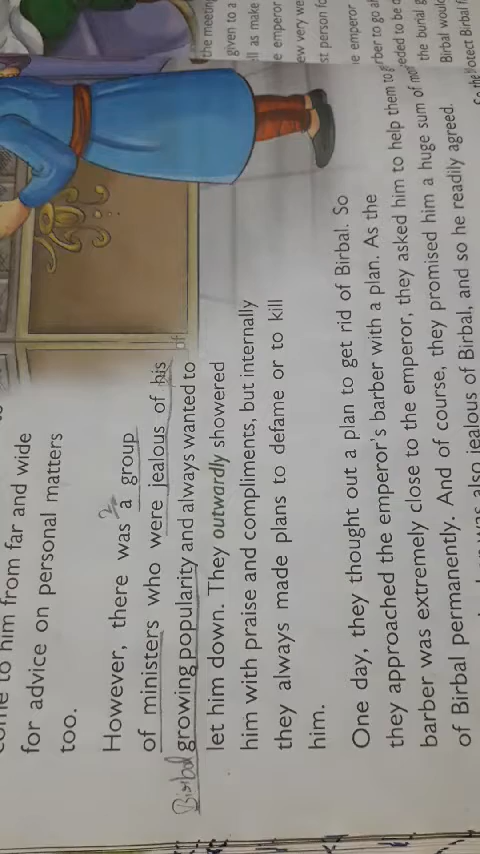 come to him from far and wide
for advice on personal matters
too.
However, there was a group
of ministers who were jealous of his
of
Birbal growing popularity and always wanted to
let him down. They outwardly showered
him with praise and compliments, but internally
they always made plans to defame or to kill
him.
One day, they thought out a plan to get rid of Birbal. So
they approached the emperor's barber with a plan. As the
barber was extremely close to the emperor, they asked him to help them to
of Birbal permanently. And of course, they promised him a huge sum of
was also jealous of Birbal, and so he readily agreed.
the meeting
given to a
as make
emperor
very we
st person fo
emperor
to go
be
the burial g
Birbal would